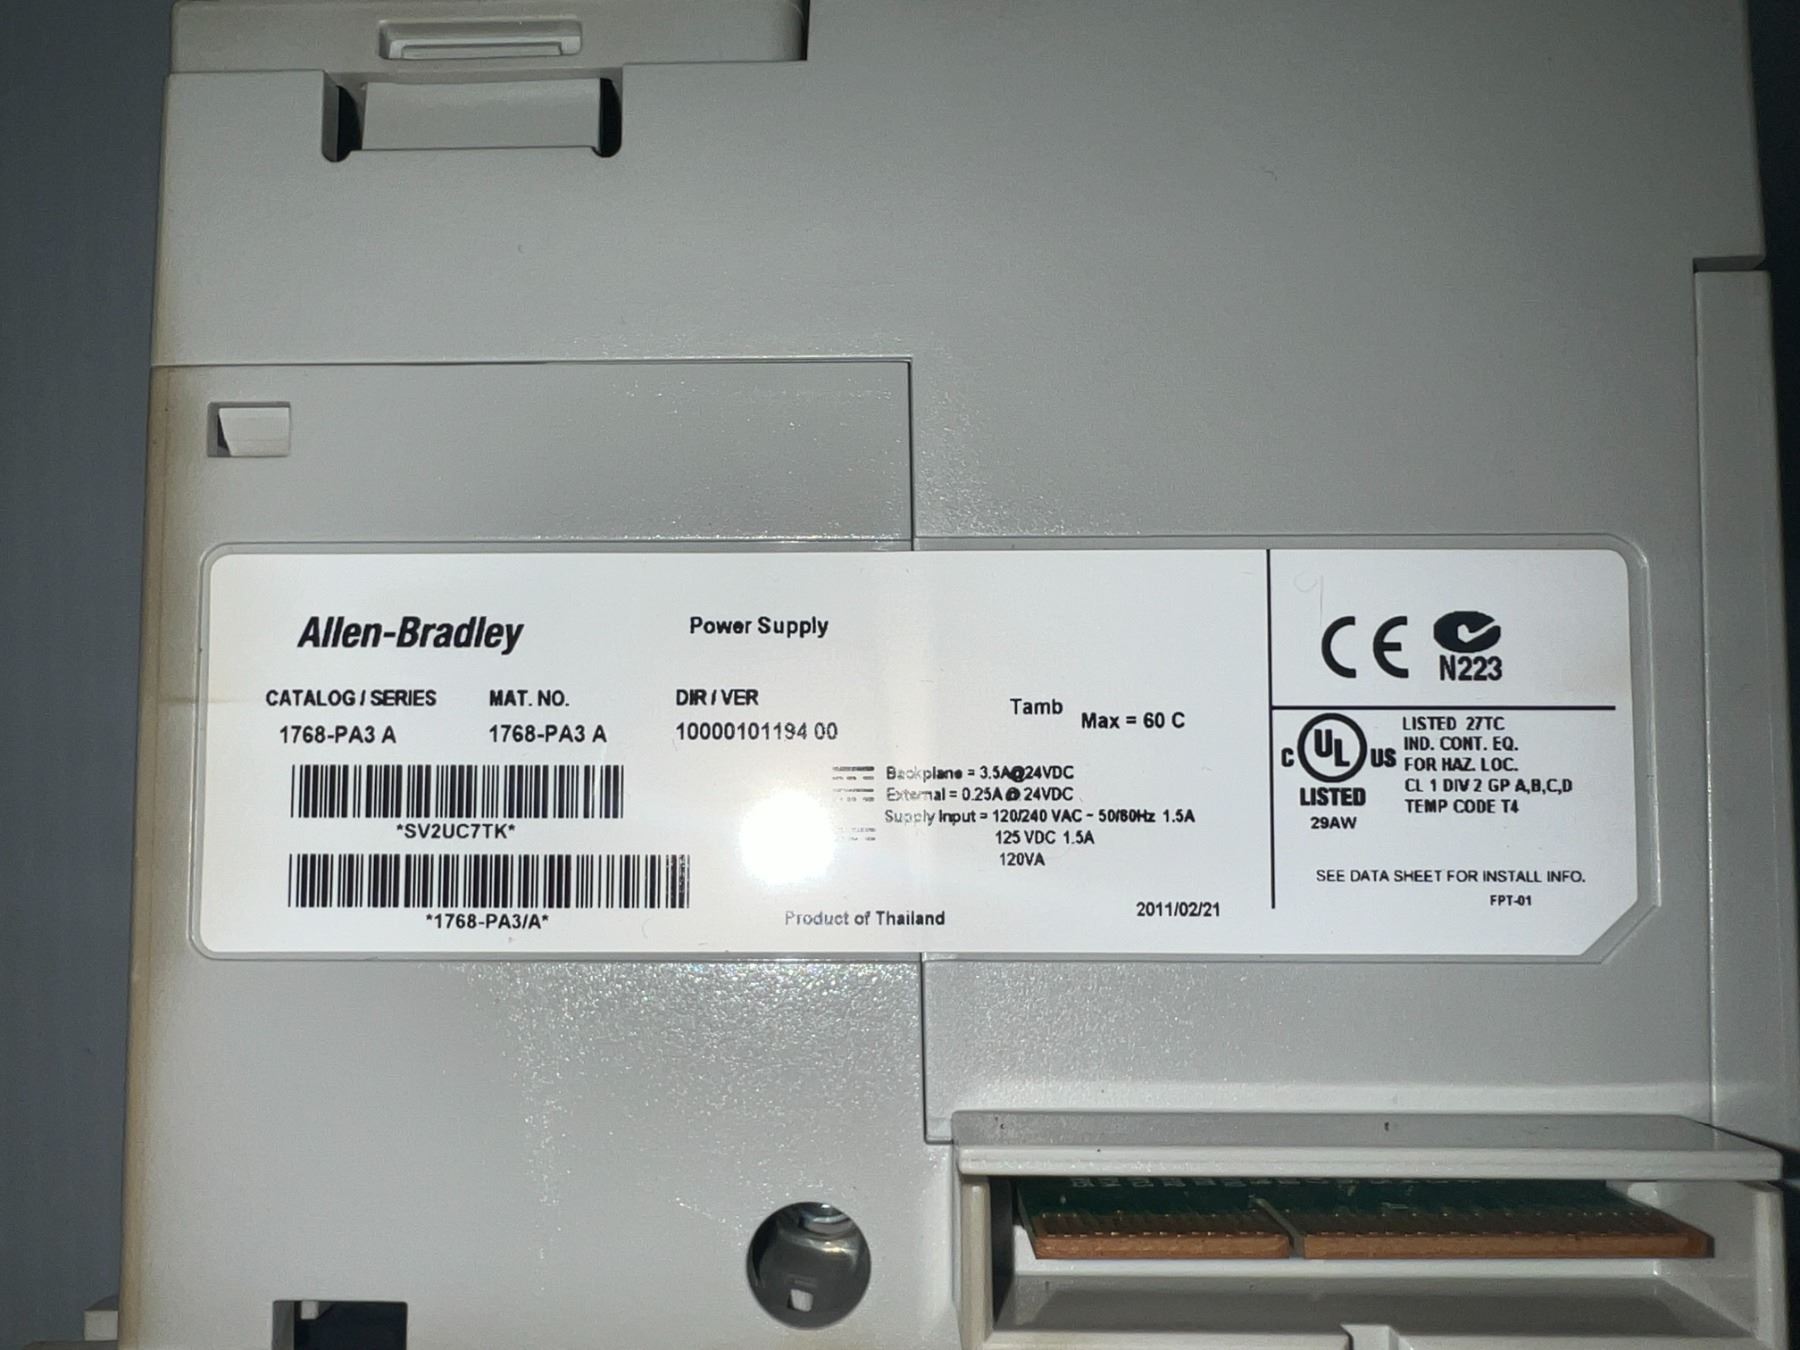 Allen-Bradley
Power Supply
CATALOG / SERIES MAT. NO. DIR / VER
1768-PA3 A 1768-PA3 A 10000101194 00
Tamb Max = 60 C
*SV2UC7TK*
*1768-PA3/A*
Backplane = 3.5A@24VDC
External = 0.25A @ 24VDC
Supply Input = 120/240 VAC ~ 50/60Hz 1.5A
125 VDC 1.5A
120VA
Product of Thailand
2011/02/21
CE
N223
C UL US
LISTED
29AW
LISTED 27TC
IND. CONT. EQ.
FOR HAZ. LOC.
CL 1 DIV 2 GP A,B,C,D
TEMP CODE T4
SEE DATA SHEET FOR INSTALL INFO.
FPT-01